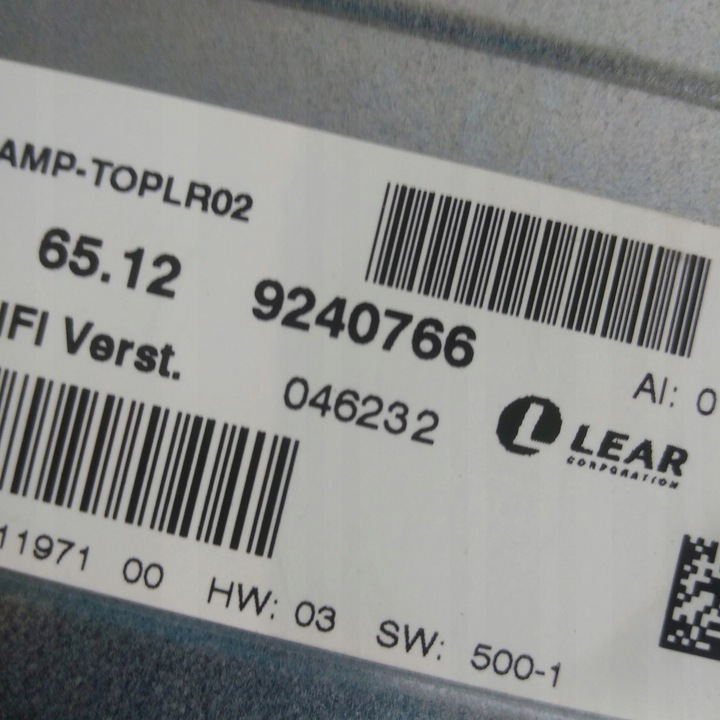 AMP-TOPLR02
65.12 9240766
IFI Verst.
046232
AI: 0
LEAR
CORPORATION
11971 00 HW: 03 SW: 500-1